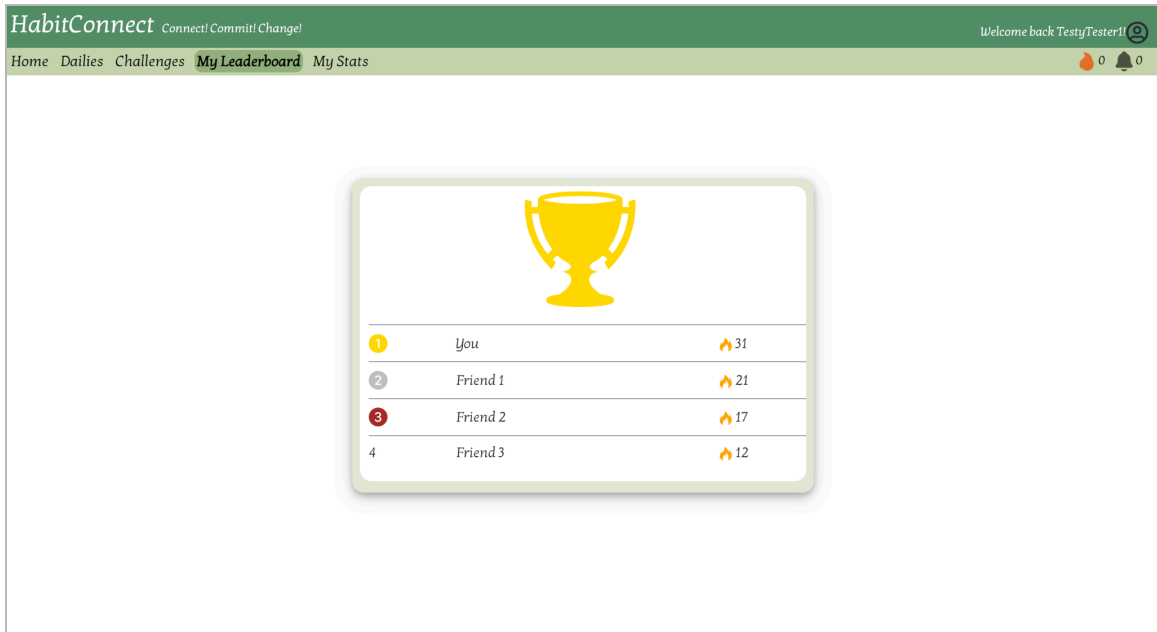 HabitConnect Connect! Commit! Change!
Welcome back TestyTester1!
Home Dailies Challenges My Leaderboard My Stats 0 0
1 You 31
2 Friend 1 21
3 Friend 2 17
4 Friend 3 12